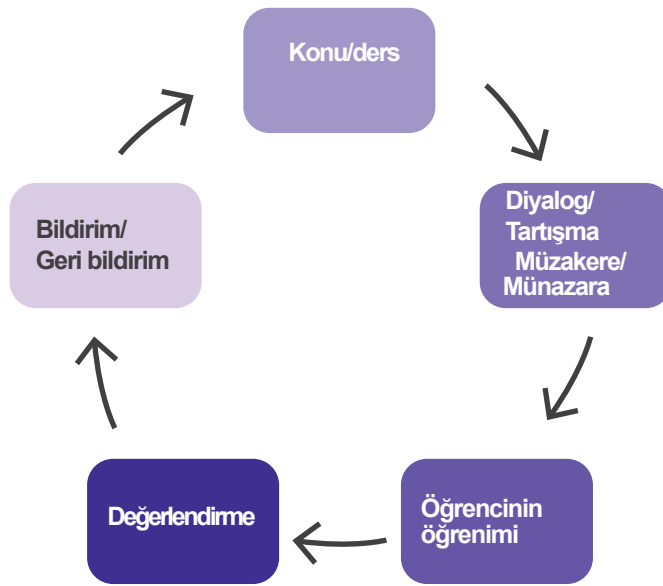 Konu/ders
Diyalog/
Tartışma
Müzakere/
Münazara
Öğrencinin
öğrenimi
Değerlendirme
Bildirim/
Geri bildirim